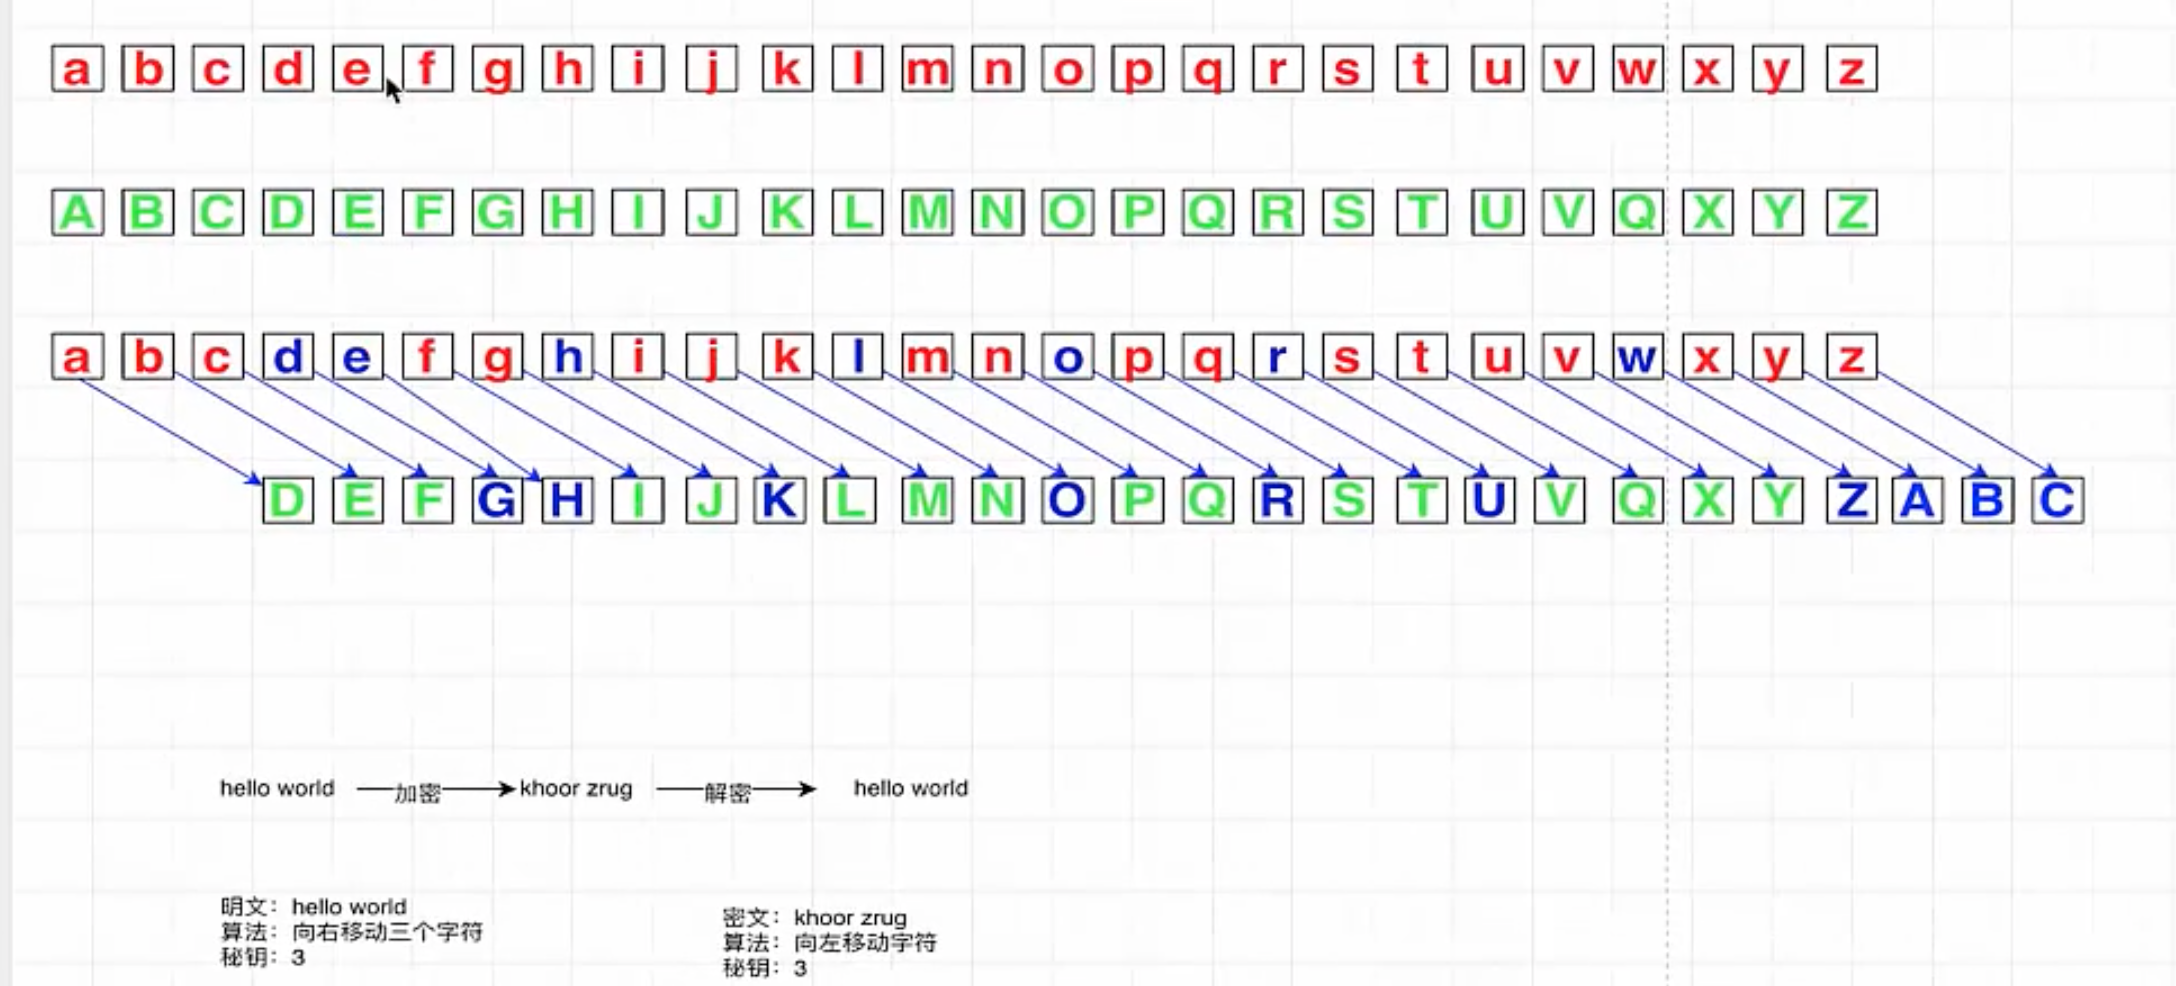 a b c d e f g h i j k l m n o p q r s t u v w x y z
A B C D E F G H I J K L M N O P Q R S T U V Q X Y Z
a b c d e f g h i j k l m n o p q r s t u v w x y z
D E F G H I J K L M N O P Q R S T U V Q X Y Z A B C
hello world 加密 khoor zrug 解密 hello world
明文：hello world
算法：向右移动三个字符
秘钥：3
密文：khoor zrug
算法：向左移动字符
秘钥：3